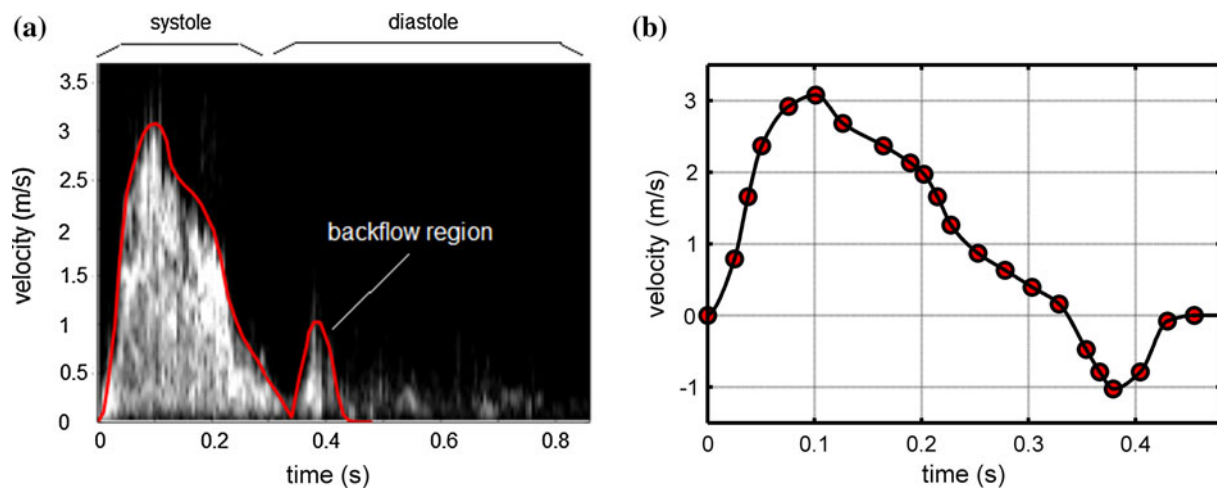 systole diastole
(a)
3.5
3
2.5
2
1.5
1
0.5
0
velocity (m/s)
backflow region
0 0.2 0.4 0.6 0.8
time (s)
(b)
3
2
1
0
-1
velocity (m/s)
0 0.1 0.2 0.3 0.4
time (s)